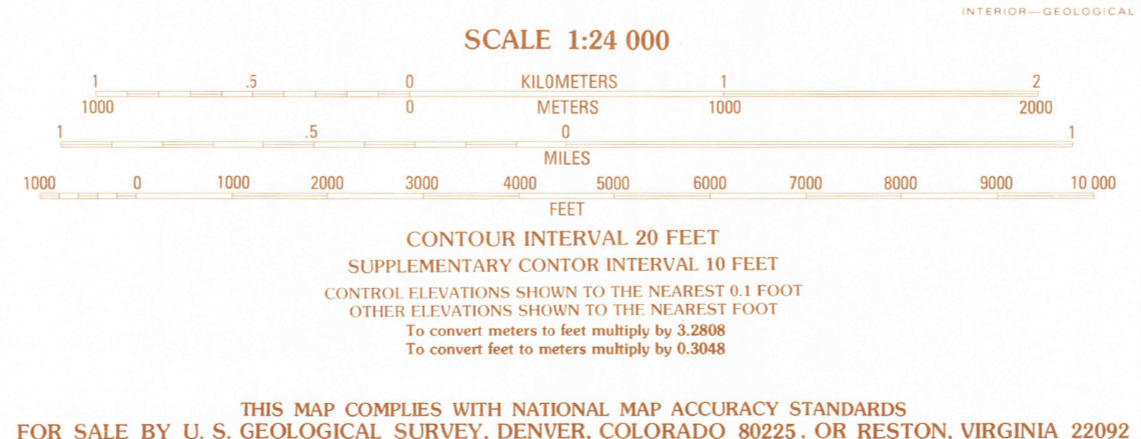 INTERIOR—GEOLOGICAL
SCALE 1:24 000
1 .5 0 KILOMETERS 1 2
1000 0 METERS 1000 2000
1 .5 0 1
MILES
1000 0 1000 2000 3000 4000 5000 6000 7000 8000 9000 10 000
FEET
CONTOUR INTERVAL 20 FEET
SUPPLEMENTARY CONTOR INTERVAL 10 FEET
CONTROL ELEVATIONS SHOWN TO THE NEAREST 0.1 FOOT
OTHER ELEVATIONS SHOWN TO THE NEAREST FOOT
To convert meters to feet multiply by 3.2808
To convert feet to meters multiply by 0.3048
THIS MAP COMPLIES WITH NATIONAL MAP ACCURACY STANDARDS
FOR SALE BY U. S. GEOLOGICAL SURVEY, DENVER, COLORADO 80225, OR RESTON, VIRGINIA 22092